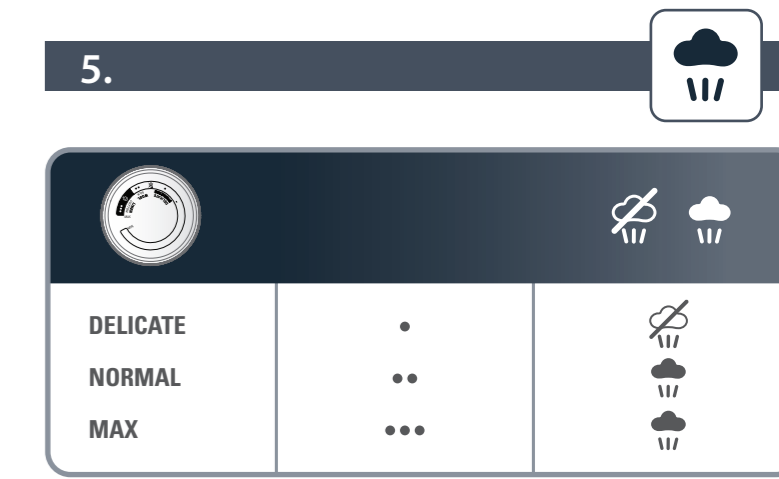 5.
DELICATE •
NORMAL ••
MAX •••